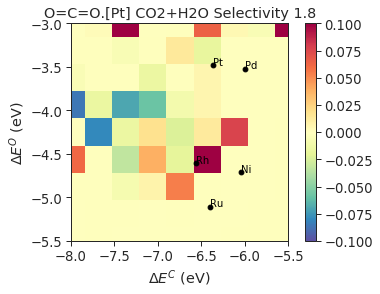 O=C=O.[Pt] CO2+H2O Selectivity 1.8
−3.0
−3.5
−4.0
−4.5
−5.0
−5.5
ΔE^O (eV)
−8.0 −7.5 −7.0 −6.5 −6.0 −5.5
ΔE^C (eV)
Pt
Pd
Rh
Ni
Ru
0.100
0.075
0.050
0.025
0.000
−0.025
−0.050
−0.075
−0.100